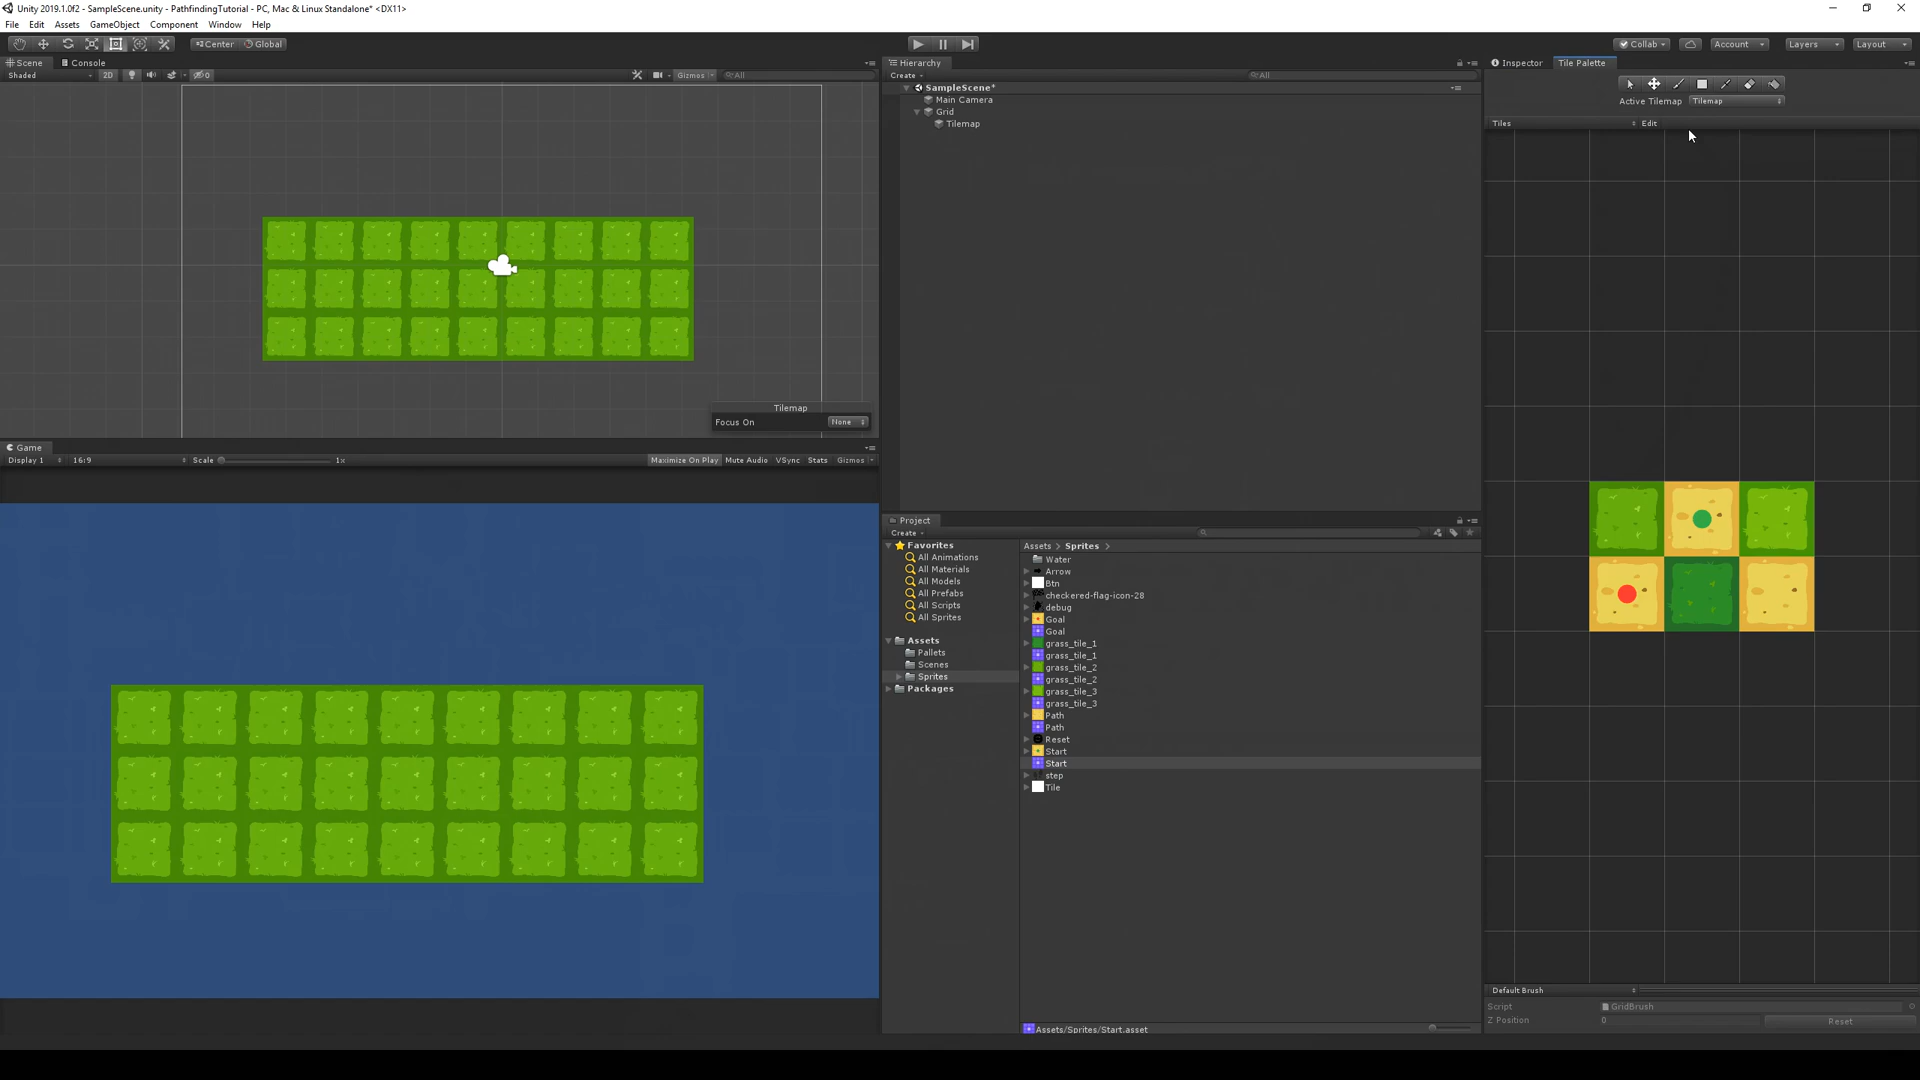 Unity 2019.1.0f2 - SampleScene.unity - PathfindingTutorial - PC, Mac & Linux Standalone* <DX11>
File Edit Assets GameObject Component Window Help
Center Global
Collab Account Layers Layout
Scene Console
Shaded 2D 0 Gizmos All
Tilemap
Focus On None
Game
Display 1 16:9 Scale 1x Maximize On Play Mute Audio VSync Stats Gizmos
Hierarchy
Create All
SampleScene*
Main Camera
Grid
Tilemap
Project
Create
Favorites
All Animations
All Materials
All Models
All Prefabs
All Scripts
All Sprites
Assets
Pallets
Scenes
Sprites
Packages
Assets > Sprites >
Water
Arrow
Btn
checkered-flag-icon-28
debug
Goal
Goal
grass_tile_1
grass_tile_1
grass_tile_2
grass_tile_2
grass_tile_3
grass_tile_3
Path
Path
Reset
Start
Start
step
Tile
Assets/Sprites/Start.asset
Inspector Tile Palette
Active Tilemap Tilemap
Tiles Edit
Default Brush
Script GridBrush
Z Position 0 Reset